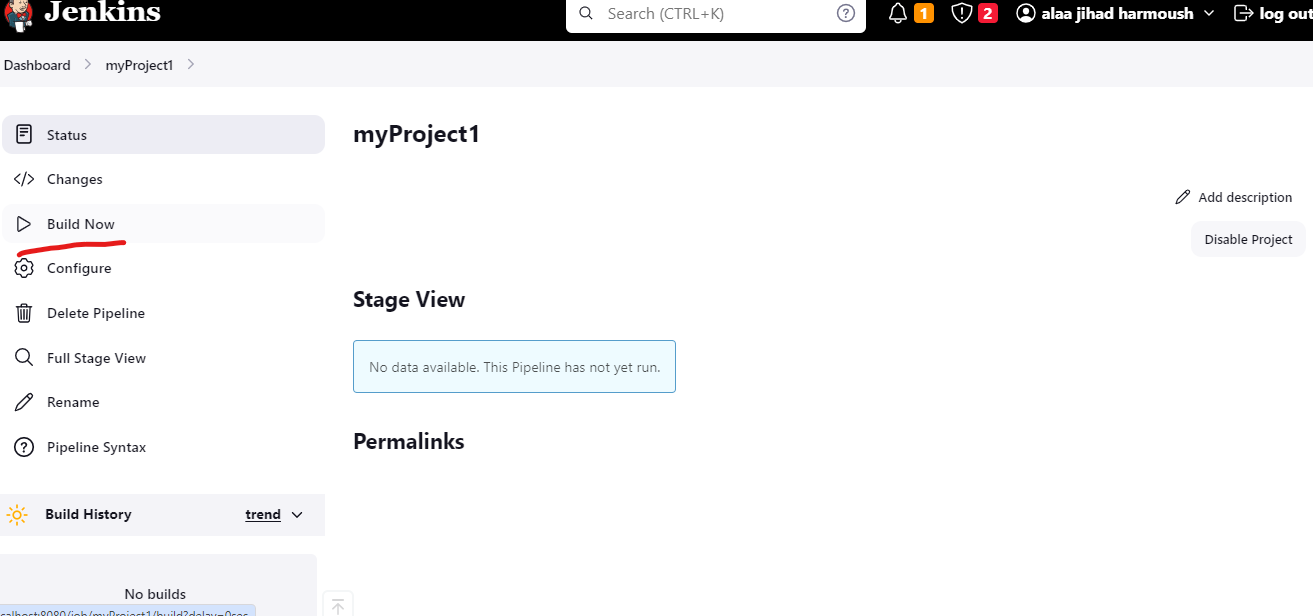 Jenkins
Search (CTRL+K)
1
2
alaa jihad harmoush
log out
Dashboard
myProject1
Status
Changes
Build Now
Configure
Delete Pipeline
Full Stage View
Rename
Pipeline Syntax
Build History
trend
No builds
myProject1
Add description
Disable Project
Stage View
No data available. This Pipeline has not yet run.
Permalinks
calhost:8080/job/myProject1/build?delay=0sec